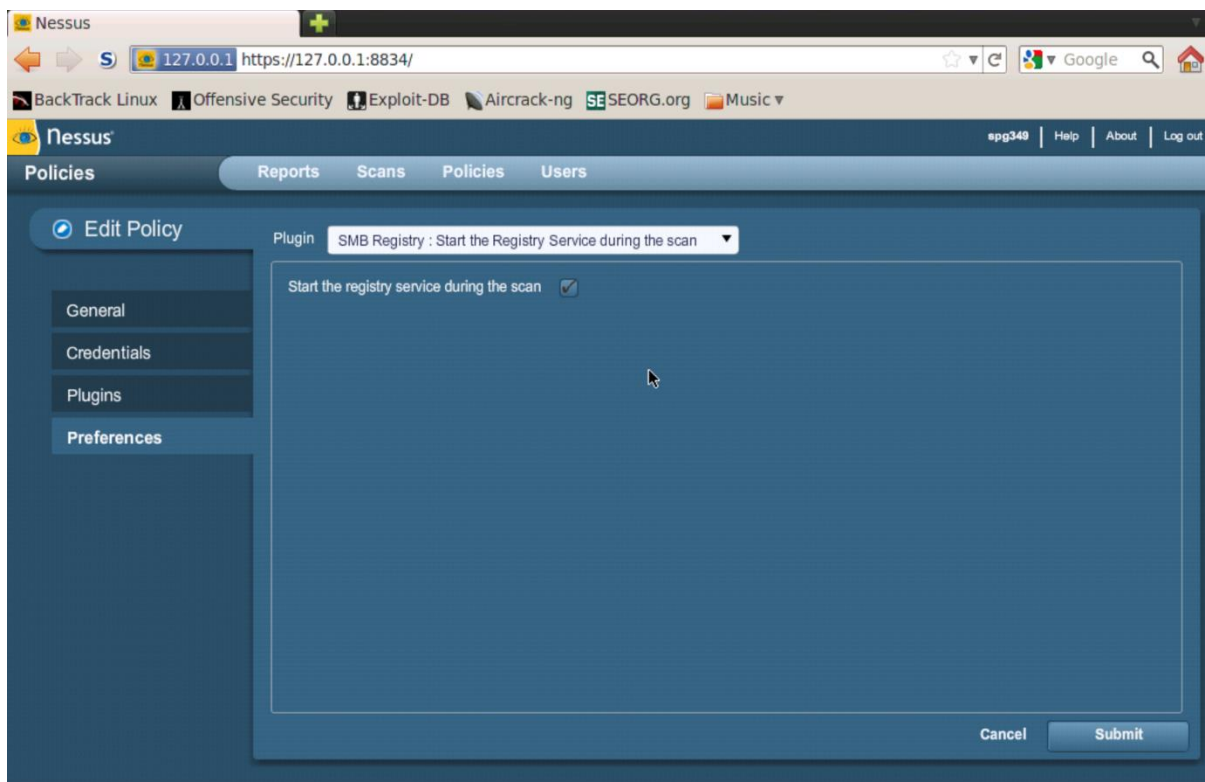 Nessus
127.0.0.1 https://127.0.0.1:8834/
Google
BackTrack Linux Offensive Security Exploit-DB Aircrack-ng SE SEORG.org Music
nessus
spg349 Help About Log out
Policies
Reports Scans Policies Users
Edit Policy
Plugin SMB Registry : Start the Registry Service during the scan
Start the registry service during the scan
General
Credentials
Plugins
Preferences
Cancel Submit